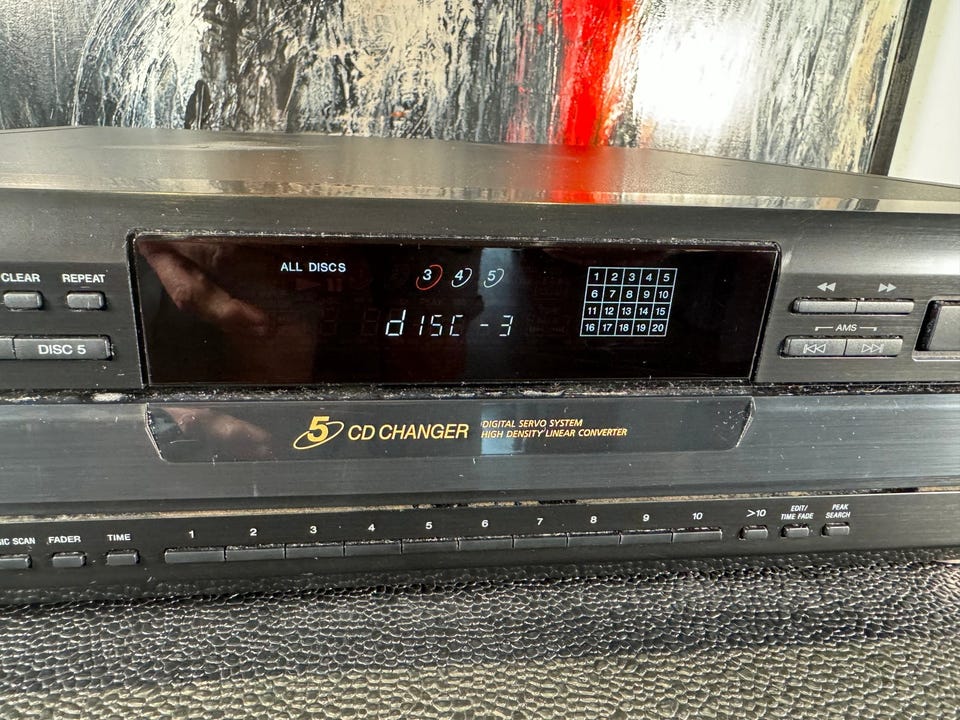 CLEAR REPEAT
DISC 5
ALL DISCS
3 4 5
dISC -3
1 2 3 4 5
6 7 8 9 10
11 12 13 14 15
16 17 18 19 20
AMS
5 CD CHANGER
DIGITAL SERVO SYSTEM
HIGH DENSITY LINEAR CONVERTER
SCAN FADER TIME
1 2 3 4 5 6 7 8 9 10 >10
EDIT/
TIME FADE
PEAK
SEARCH